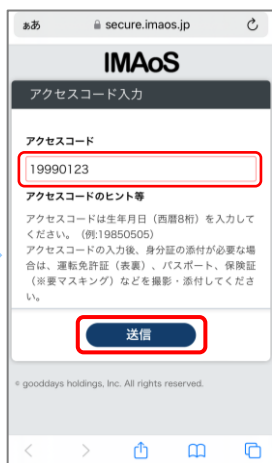 ぁあ secure.imaos.jp
IMAoS
アクセスコード入力
アクセスコード
19990123
アクセスコードのヒント等
アクセスコードは生年月日（西暦8桁）を入力して
ください。（例:19850505）
アクセスコードの入力後、身分証の添付が必要な場
合は、運転免許証（表裏）、パスポート、保険証
（※要マスキング）などを撮影・添付してくださ
い。
送信
© gooddays holdings, Inc. All rights reserved.